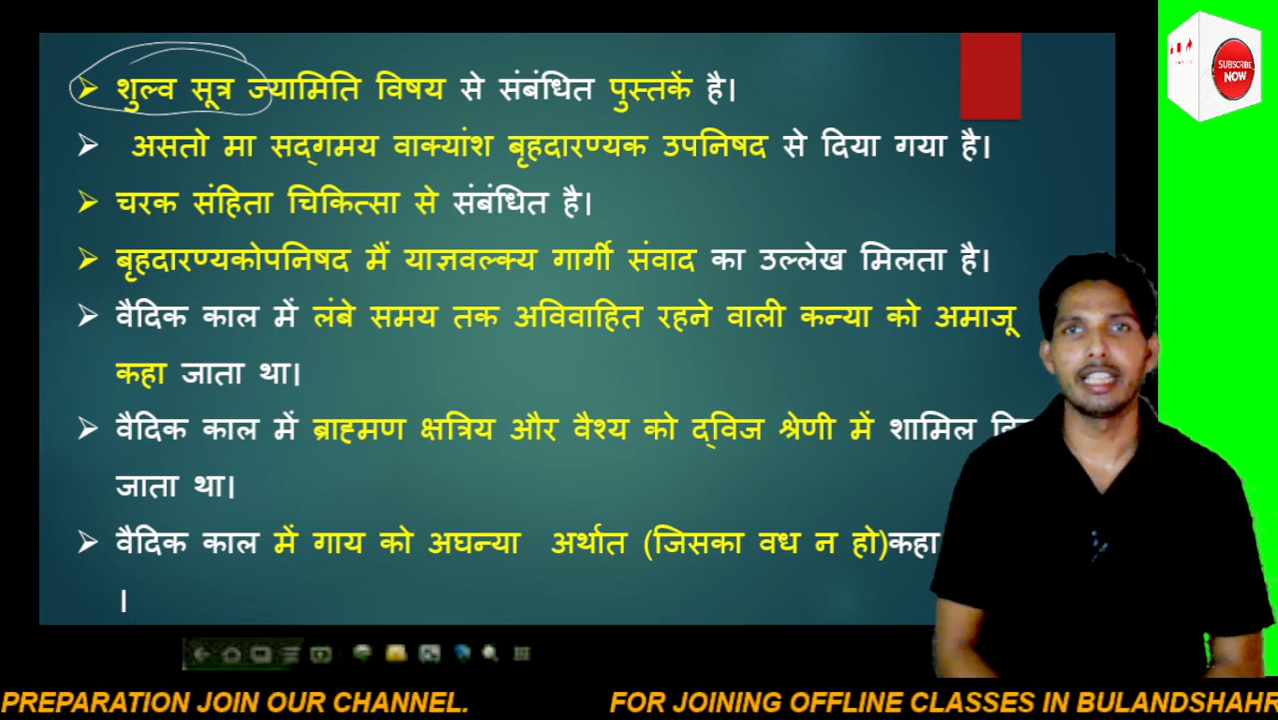 शुल्व सूत्र ज्यामिति विषय से संबंधित पुस्तकें है।
असतो मा सद्गमय वाक्यांश बृहदारण्यक उपनिषद से दिया गया है।
चरक संहिता चिकित्सा से संबंधित है।
बृहदारण्यकोपनिषद मैं याज्ञवल्क्य गार्गी संवाद का उल्लेख मिलता है।
वैदिक काल में लंबे समय तक अविवाहित रहने वाली कन्या को अमाजू
कहा जाता था।
वैदिक काल में ब्राह्मण क्षत्रिय और वैश्य को द्विज श्रेणी में शामिल
जाता था।
वैदिक काल में गाय को अघन्या अर्थात (जिसका वध न हो)कहा
।
SUBSCRIBE
NOW
PREPARATION JOIN OUR CHANNEL. FOR JOINING OFFLINE CLASSES IN BULANDSHAHR